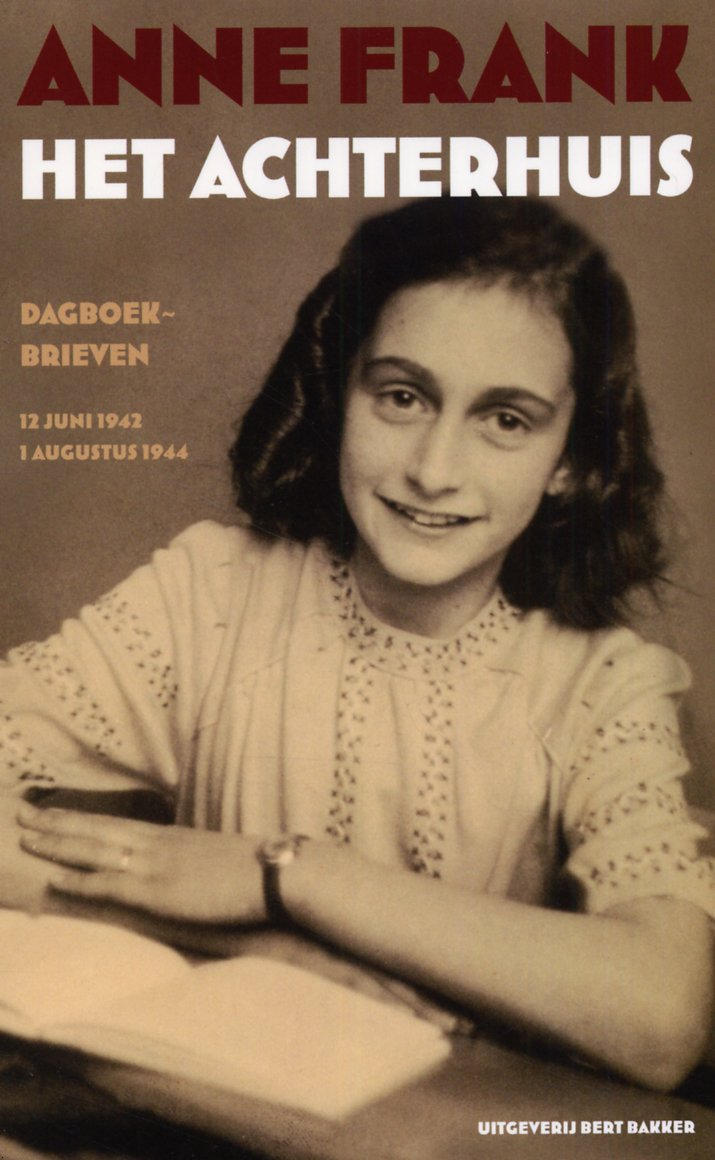 ANNE FRANK
HET ACHTERHUIS
DAGBOEK~
BRIEVEN
12 JUNI 1942
1 AUGUSTUS 1944
UITGEVERIJ BERT BAKKER